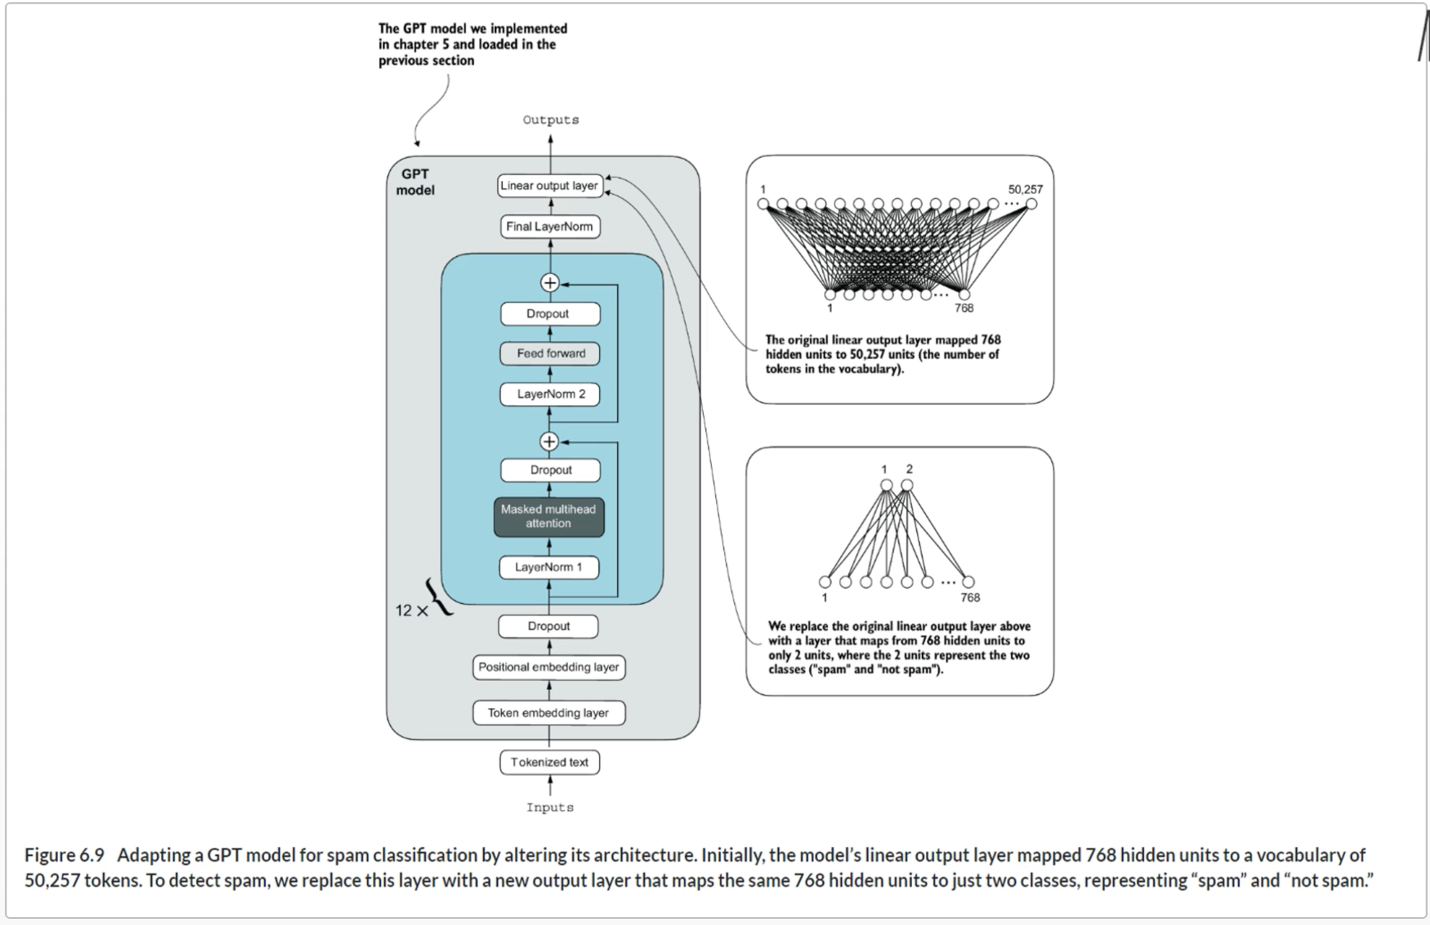 The GPT model we implemented
in chapter 5 and loaded in the
previous section
Outputs
GPT
model
Linear output layer
Final LayerNorm
+
Dropout
Feed forward
LayerNorm 2
+
Dropout
Masked multihead
attention
LayerNorm 1
12 ×
Dropout
Positional embedding layer
Token embedding layer
Tokenized text
Inputs
1 50,257
...
...
1 768
The original linear output layer mapped 768
hidden units to 50,257 units (the number of
tokens in the vocabulary).
1 2
...
1 768
We replace the original linear output layer above
with a layer that maps from 768 hidden units to
only 2 units, where the 2 units represent the two
classes ("spam" and "not spam").
Figure 6.9 Adapting a GPT model for spam classification by altering its architecture. Initially, the model’s linear output layer mapped 768 hidden units to a vocabulary of
50,257 tokens. To detect spam, we replace this layer with a new output layer that maps the same 768 hidden units to just two classes, representing “spam” and “not spam.”